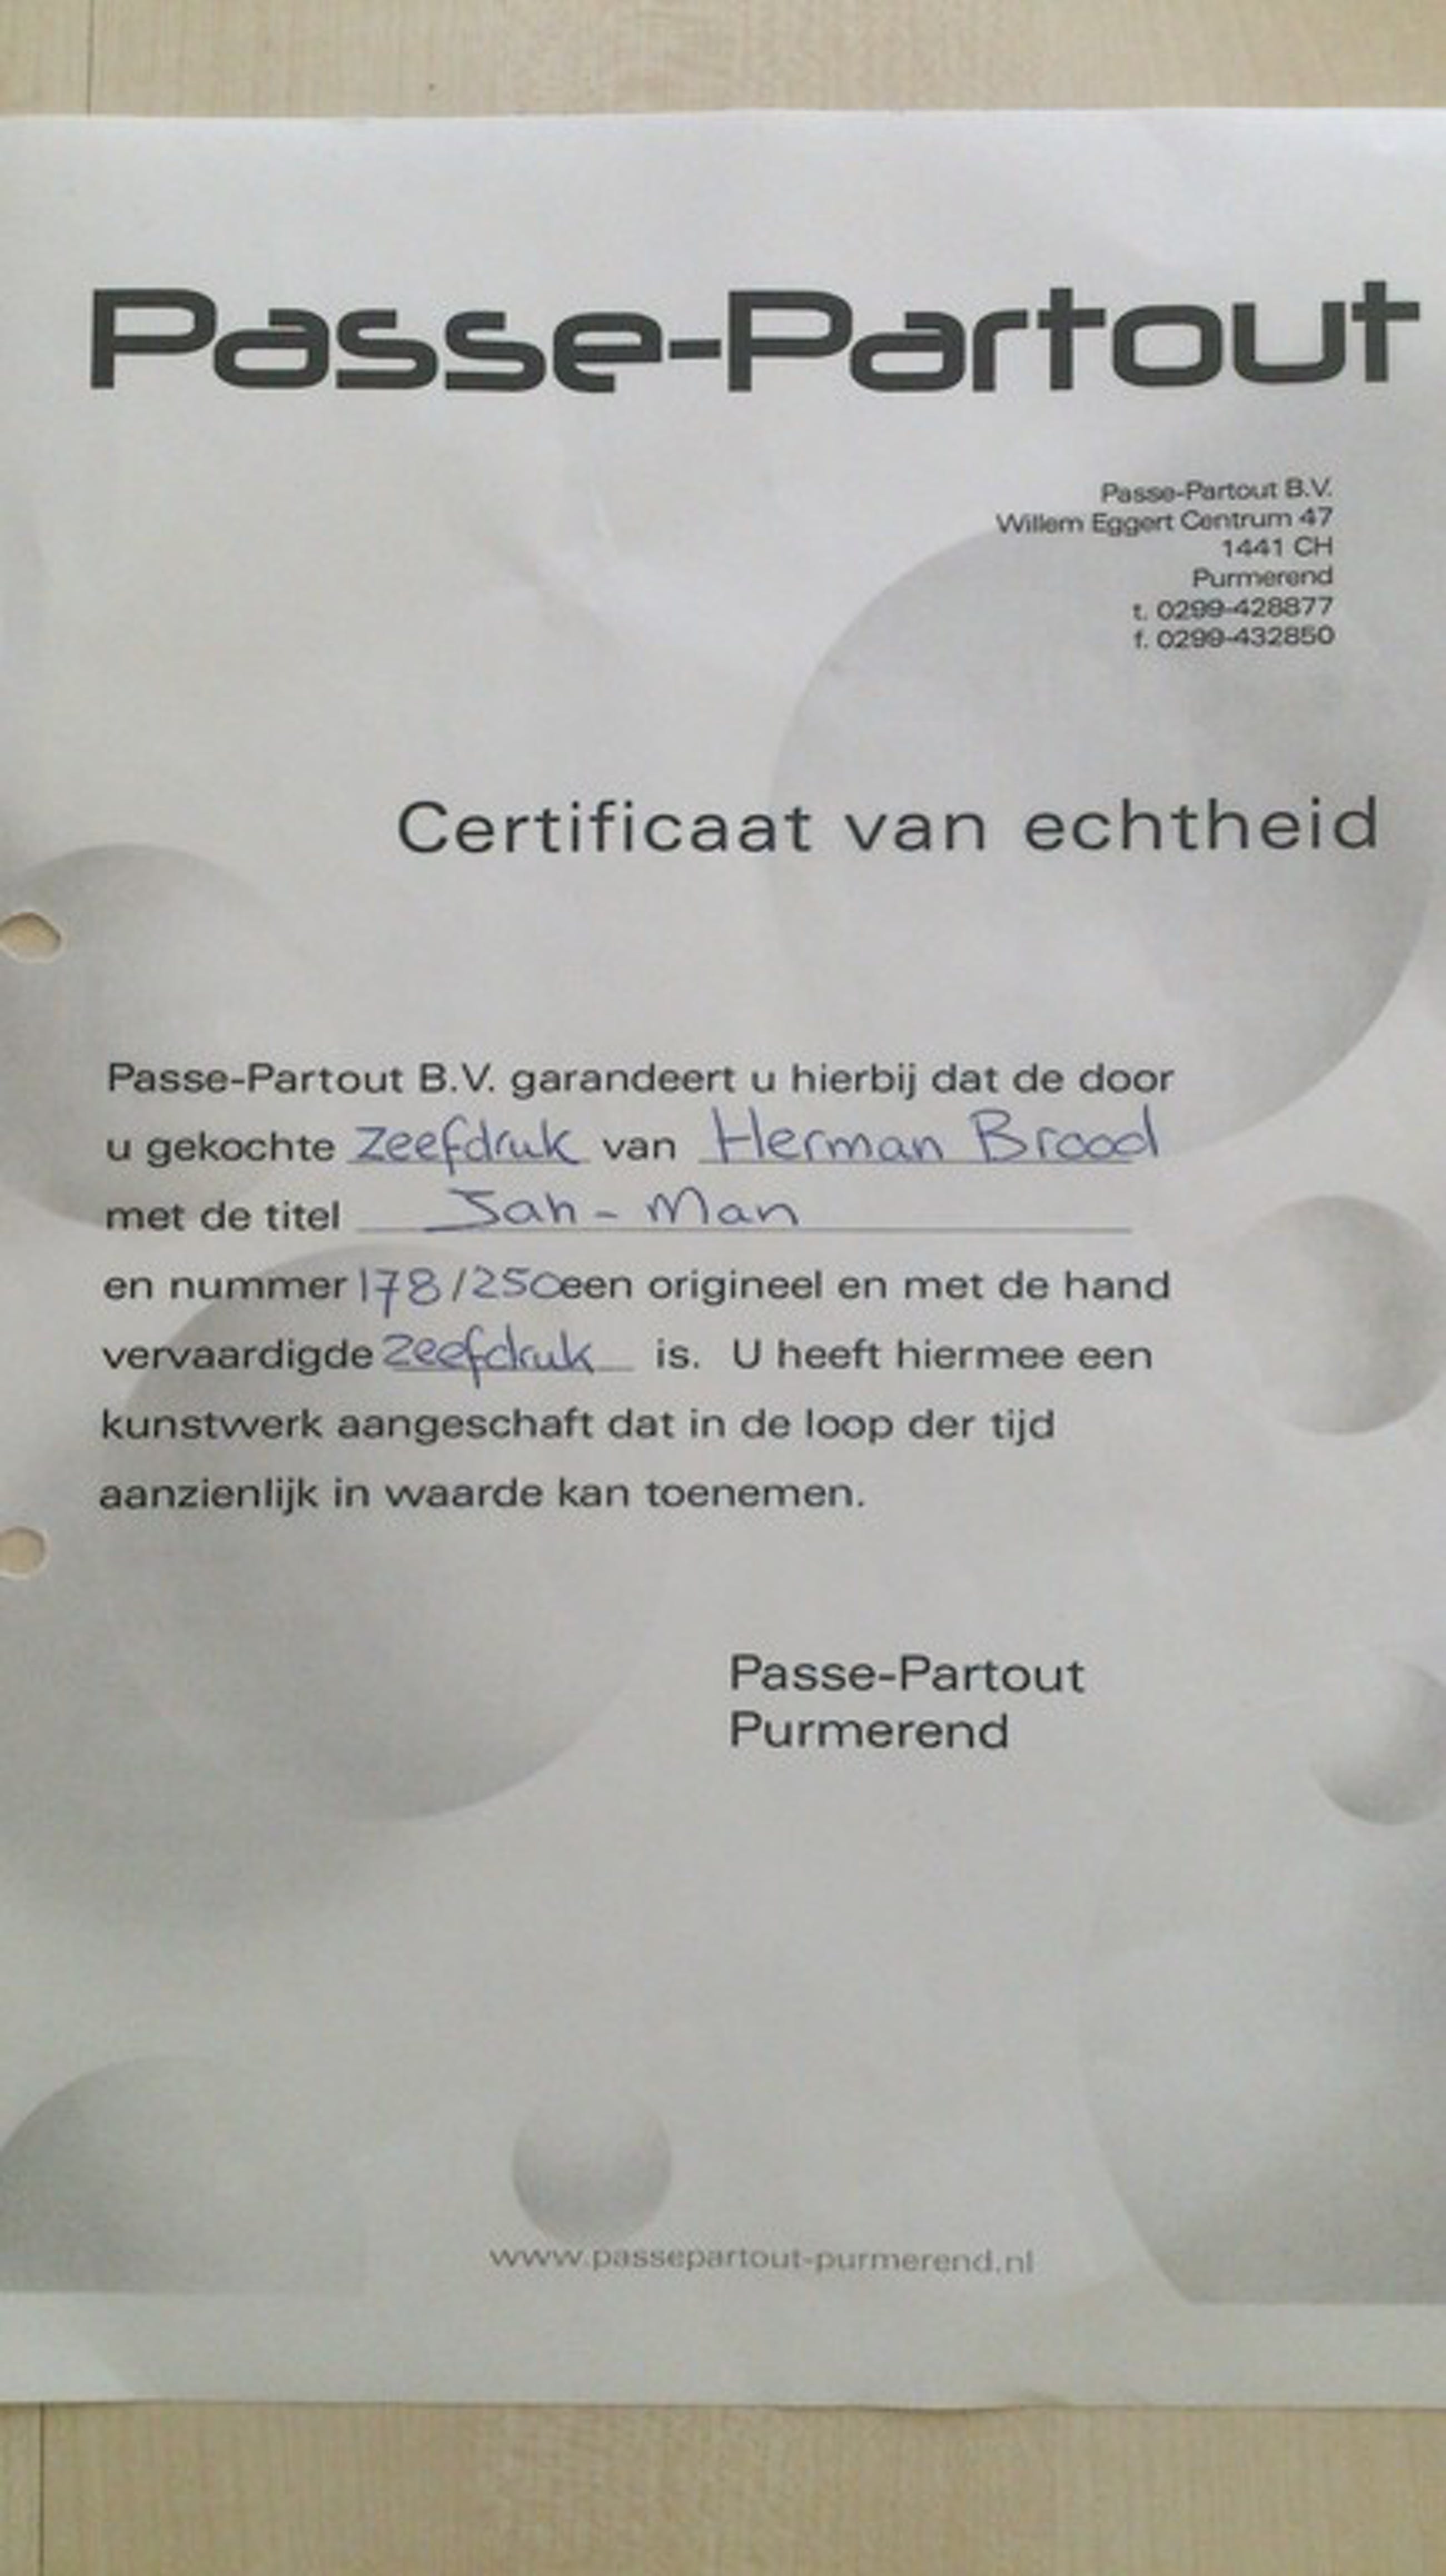 Passe-Partout
Passe-Partout B.V.
Willem Eggert Centrum 47
1441 CH
Purmerend
t. 0299-428877
f. 0299-432850
Certificaat van echtheid
Passe-Partout B.V. garandeert u hierbij dat de door
u gekochte zeefdruk van Herman Brood
met de titel Jah - Man
en nummer 178/250 een origineel en met de hand
vervaardigde zeefdruk is. U heeft hiermee een
kunstwerk aangeschaft dat in de loop der tijd
aanzienlijk in waarde kan toenemen.
Passe-Partout
Purmerend
www.passepartout-purmerend.nl